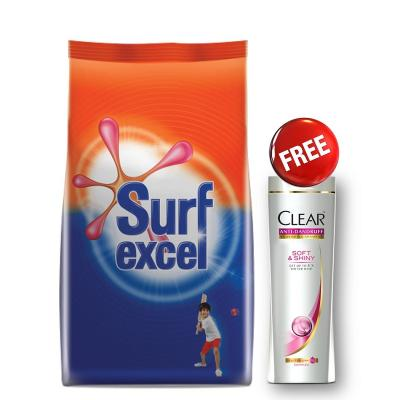 Surf
excel
FREE
CLEAR
ANTI-DANDRUFF
SOFT
& SHINY